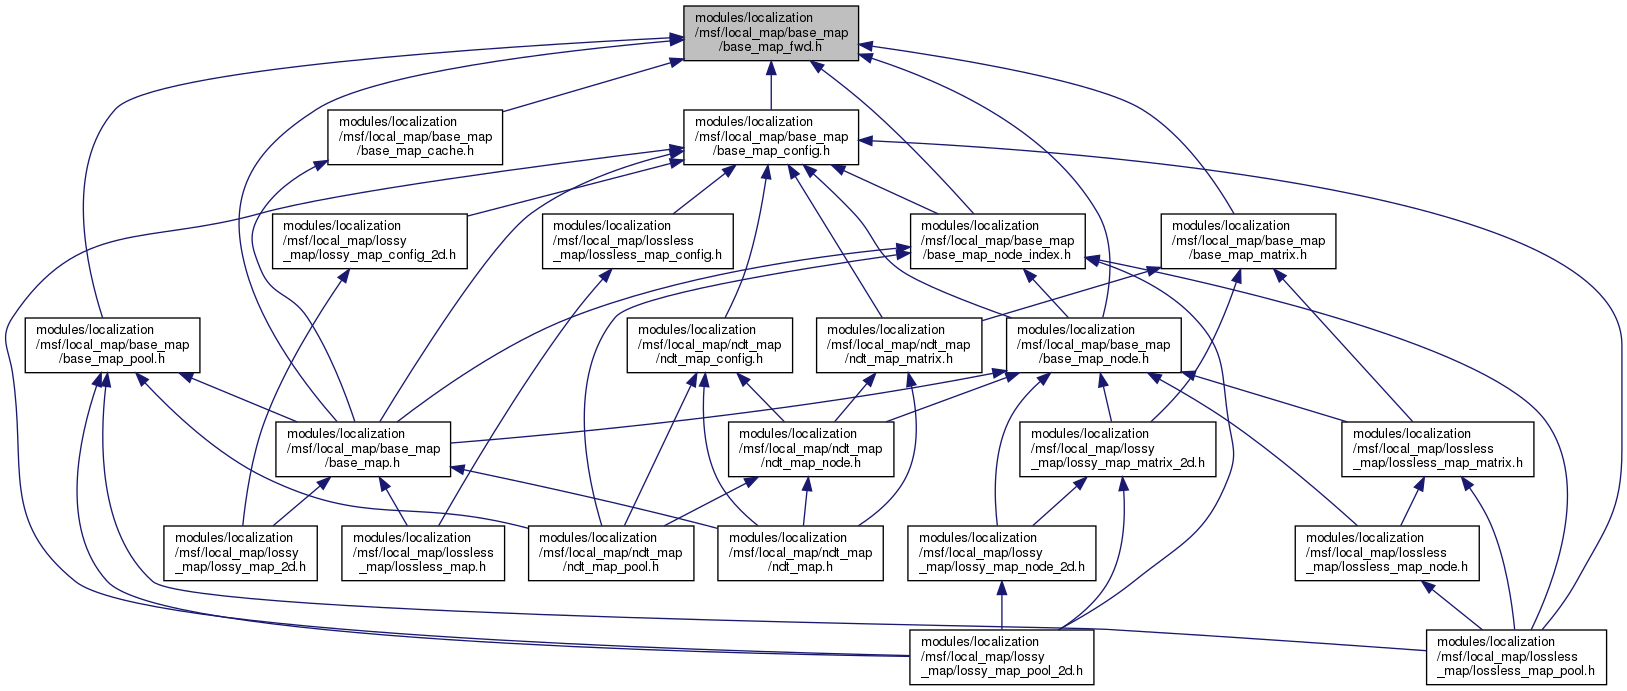 modules/localization
/msf/local_map/base_map
/base_map_fwd.h
modules/localization
/msf/local_map/base_map
/base_map_cache.h
modules/localization
/msf/local_map/base_map
/base_map_config.h
modules/localization
/msf/local_map/lossy
_map/lossy_map_config_2d.h
modules/localization
/msf/local_map/lossless
_map/lossless_map_config.h
modules/localization
/msf/local_map/base_map
/base_map_node_index.h
modules/localization
/msf/local_map/base_map
/base_map_matrix.h
modules/localization
/msf/local_map/base_map
/base_map_pool.h
modules/localization
/msf/local_map/ndt_map
/ndt_map_config.h
modules/localization
/msf/local_map/ndt_map
/ndt_map_matrix.h
modules/localization
/msf/local_map/base_map
/base_map_node.h
modules/localization
/msf/local_map/base_map
/base_map.h
modules/localization
/msf/local_map/ndt_map
/ndt_map_node.h
modules/localization
/msf/local_map/lossy
_map/lossy_map_matrix_2d.h
modules/localization
/msf/local_map/lossless
_map/lossless_map_matrix.h
modules/localization
/msf/local_map/lossy
_map/lossy_map_2d.h
modules/localization
/msf/local_map/lossless
_map/lossless_map.h
modules/localization
/msf/local_map/ndt_map
/ndt_map_pool.h
modules/localization
/msf/local_map/ndt_map
/ndt_map.h
modules/localization
/msf/local_map/lossy
_map/lossy_map_node_2d.h
modules/localization
/msf/local_map/lossless
_map/lossless_map_node.h
modules/localization
/msf/local_map/lossy
_map/lossy_map_pool_2d.h
modules/localization
/msf/local_map/lossless
_map/lossless_map_pool.h